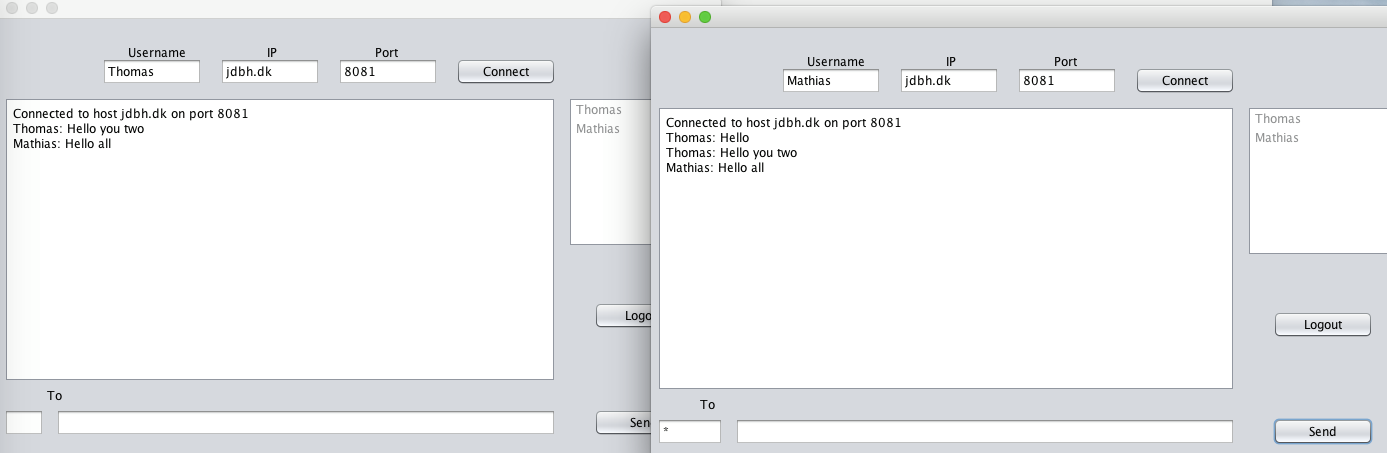 Username IP Port
Thomas jdbh.dk 8081 Connect
Connected to host jdbh.dk on port 8081
Thomas: Hello you two
Mathias: Hello all
Thomas
Mathias
Logo
To
Sen
Username IP Port
Mathias jdbh.dk 8081 Connect
Connected to host jdbh.dk on port 8081
Thomas: Hello
Thomas: Hello you two
Mathias: Hello all
Thomas
Mathias
Logout
To
* Send